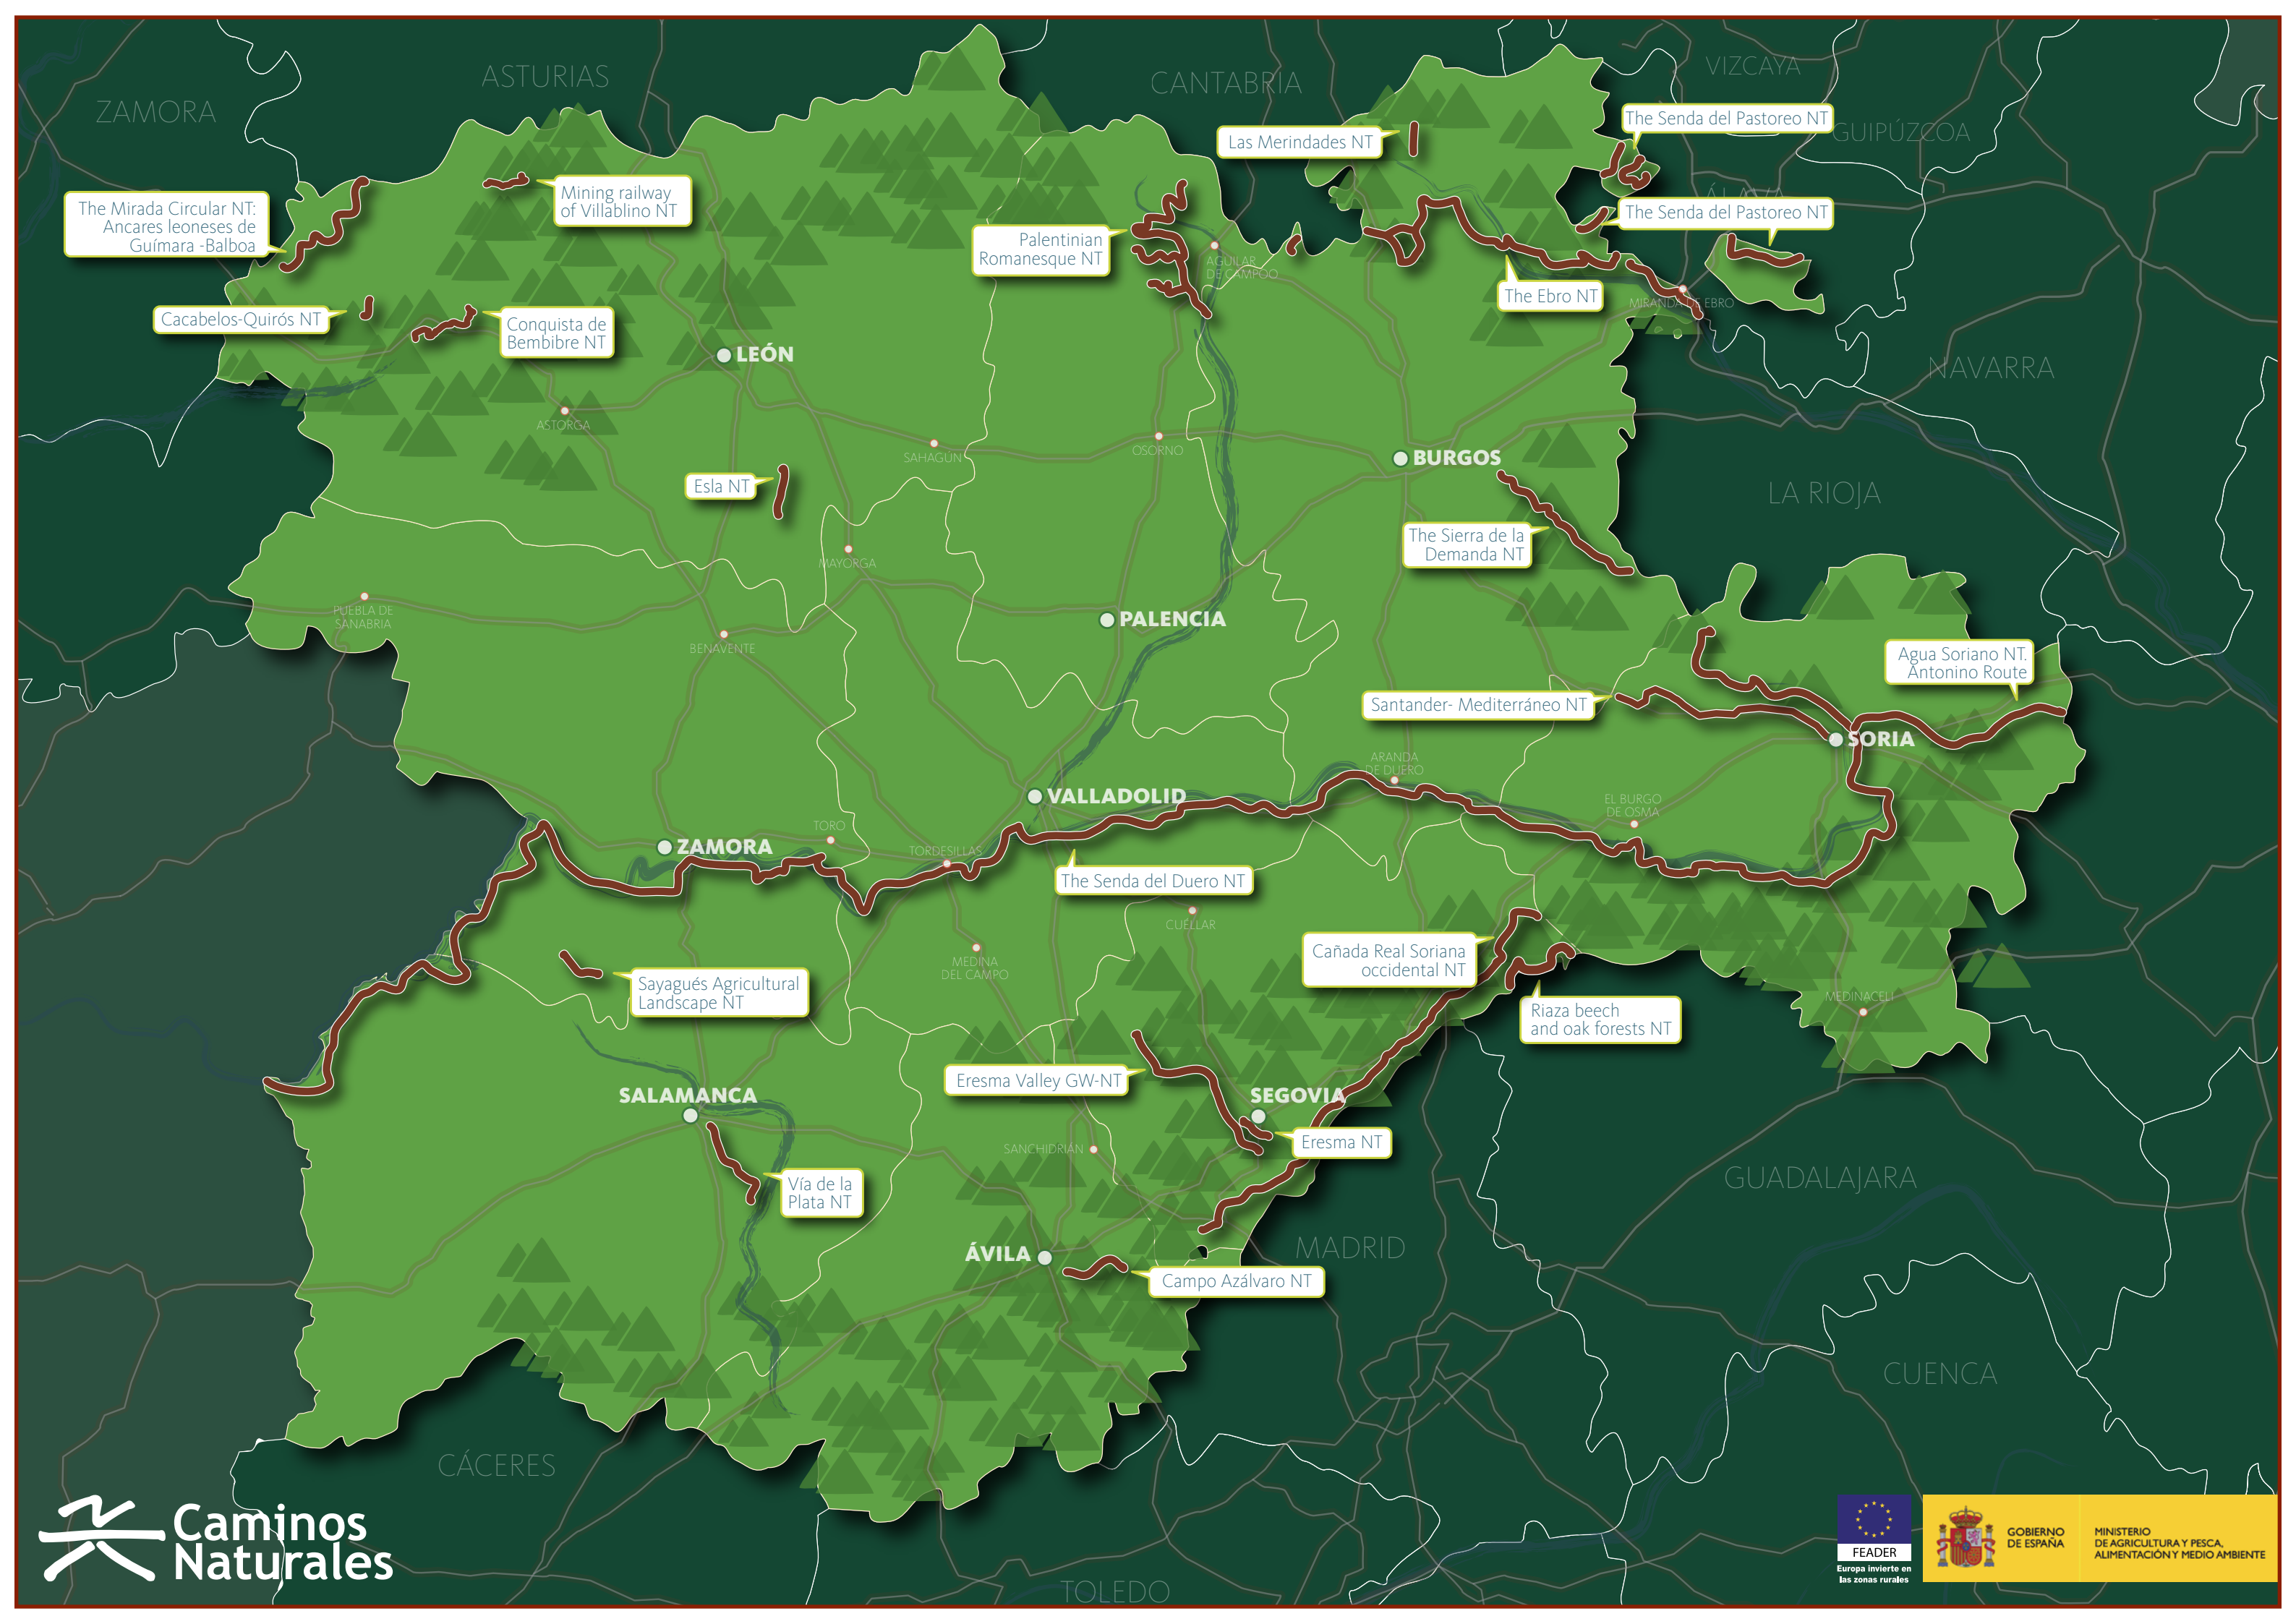 ASTURIAS
CANTABRIA
VIZCAYA
ZAMORA
GUIPÚZCOA
The Senda del Pastoreo NT
Las Merindades NT
Mining railway
of Villablino NT
ÁLAVA
The Mirada Circular NT:
Ancares leoneses de
Guímara -Balboa
The Senda del Pastoreo NT
Palentinian
Romanesque NT
AGUILAR
DE CAMPOO
The Ebro NT
MIRANDA DE EBRO
Cacabelos-Quirós NT
Conquista de
Bembibre NT
LEÓN
NAVARRA
ASTORGA
SAHAGÚN
OSORNO
BURGOS
Esla NT
LA RIOJA
The Sierra de la
Demanda NT
MAYORGA
PUEBLA DE
SANABRIA
PALENCIA
BENAVENTE
Agua Soriano NT.
Antonino Route
Santander- Mediterráneo NT
SORIA
ARANDA
DE DUERO
VALLADOLID
EL BURGO
DE OSMA
TORO
ZAMORA
TORDESILLAS
The Senda del Duero NT
CUÉLLAR
Cañada Real Soriana
occidental NT
MEDINA
DEL CAMPO
Sayagués Agricultural
Landscape NT
MEDINACELI
Riaza beech
and oak forests NT
Eresma Valley GW-NT
SALAMANCA
SEGOVIA
Eresma NT
SANCHIDRIÁN
GUADALAJARA
Vía de la
Plata NT
MADRID
ÁVILA
Campo Azálvaro NT
CUENCA
CÁCERES
Caminos
Naturales
FEADER
Europa invierte en
las zonas rurales
GOBIERNO
DE ESPAÑA
MINISTERIO
DE AGRICULTURA Y PESCA,
ALIMENTACIÓN Y MEDIO AMBIENTE
TOLEDO